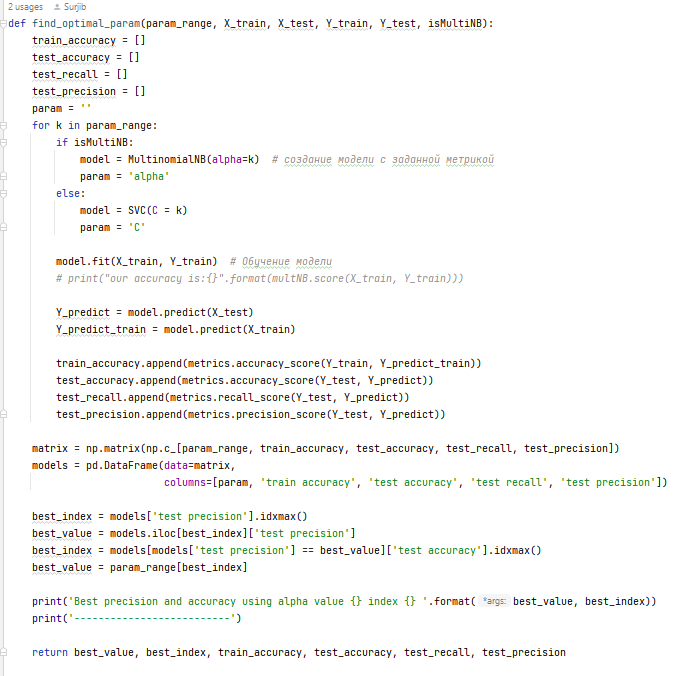 2 usages Surjib
def find_optimal_param(param_range, X_train, X_test, Y_train, Y_test, isMultiNB):
    train_accuracy = []
    test_accuracy = []
    test_recall = []
    test_precision = []
    param = ''
    for k in param_range:
        if isMultiNB:
            model = MultinomialNB(alpha=k)  # создание модели с заданной метрикой
            param = 'alpha'
        else:
            model = SVC(C = k)
            param = 'C'

        model.fit(X_train, Y_train)  # Обучение модели
        # print("our accuracy is:{}".format(multNB.score(X_train, Y_train)))

        Y_predict = model.predict(X_test)
        Y_predict_train = model.predict(X_train)

        train_accuracy.append(metrics.accuracy_score(Y_train, Y_predict_train))
        test_accuracy.append(metrics.accuracy_score(Y_test, Y_predict))
        test_recall.append(metrics.recall_score(Y_test, Y_predict))
        test_precision.append(metrics.precision_score(Y_test, Y_predict))

    matrix = np.matrix(np.c_[param_range, train_accuracy, test_accuracy, test_recall, test_precision])
    models = pd.DataFrame(data=matrix,
                          columns=[param, 'train accuracy', 'test accuracy', 'test recall', 'test precision'])

    best_index = models['test precision'].idxmax()
    best_value = models.iloc[best_index]['test precision']
    best_index = models[models['test precision'] == best_value]['test accuracy'].idxmax()
    best_value = param_range[best_index]

    print('Best precision and accuracy using alpha value {} index {} '.format( *args: best_value, best_index))
    print('--------------------------')

    return best_value, best_index, train_accuracy, test_accuracy, test_recall, test_precision